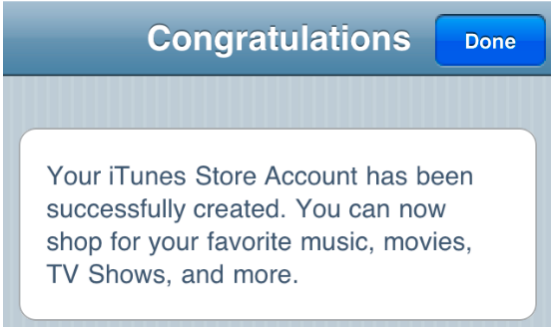 Congratulations
Done
Your iTunes Store Account has been
successfully created. You can now
shop for your favorite music, movies,
TV Shows, and more.